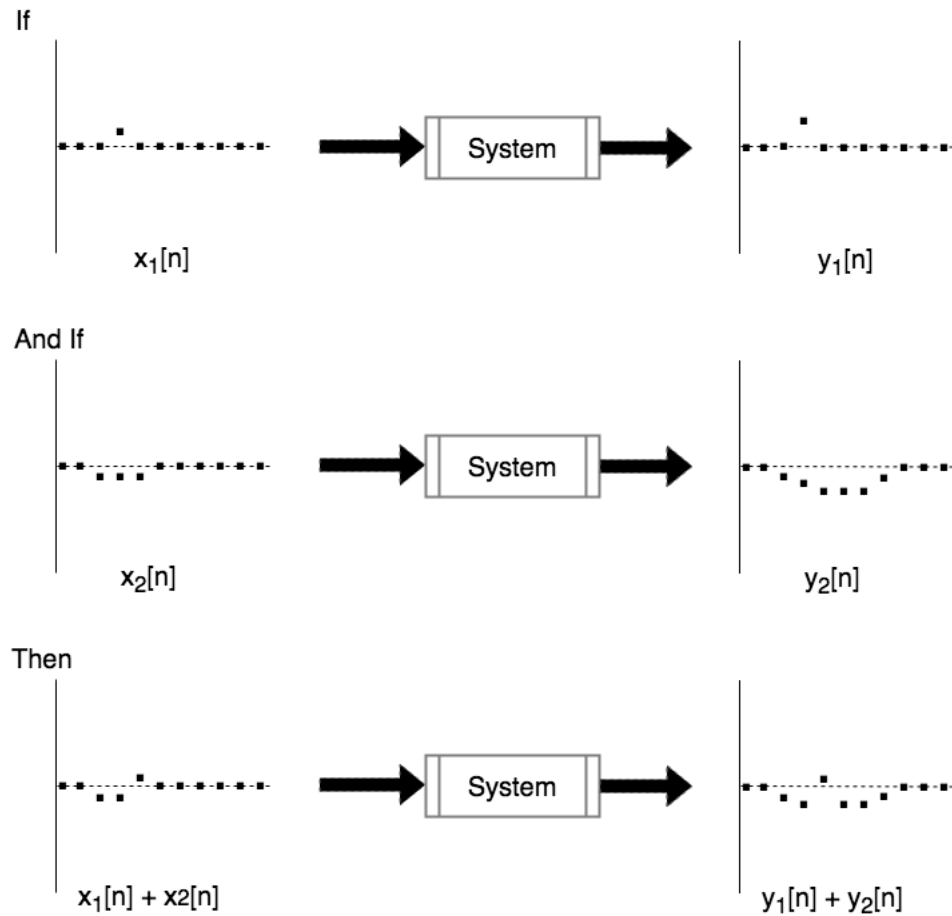 If
System
x₁[n]
y₁[n]
And If
System
x₂[n]
y₂[n]
Then
System
x₁[n] + x2[n]
y₁[n] + y₂[n]